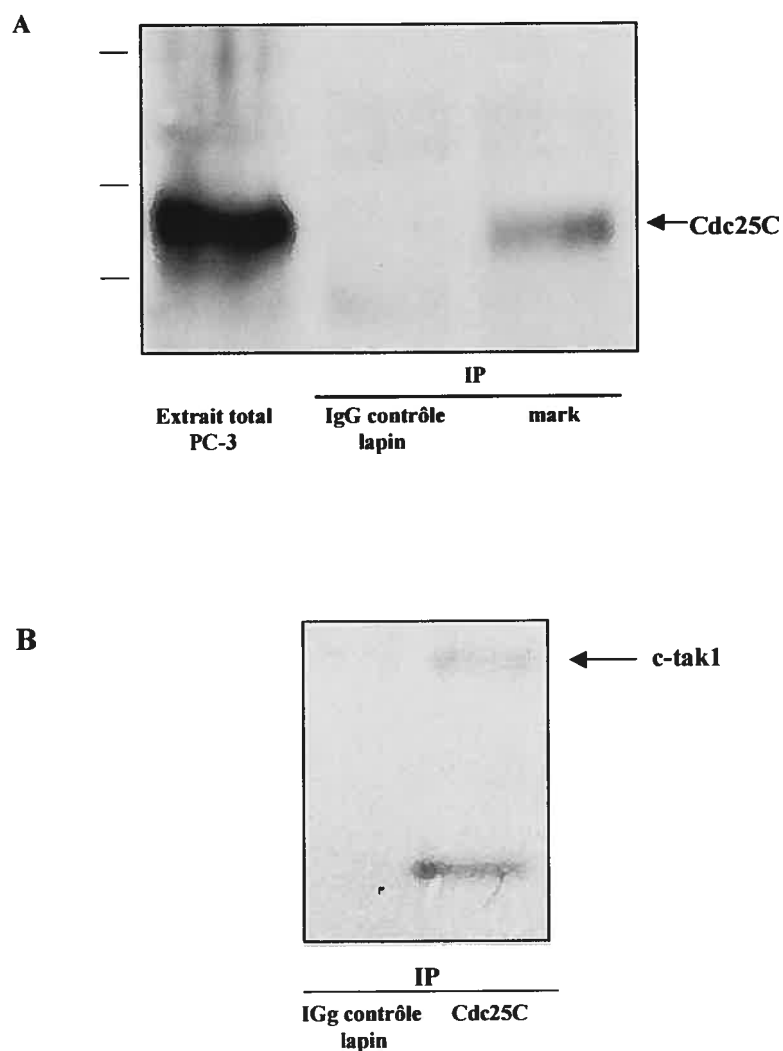 A
Cdc25C
IP
Extrait total
PC-3
IgG contrôle
lapin
mark
B
c-tak1
IP
IGg contrôle
lapin
Cdc25C